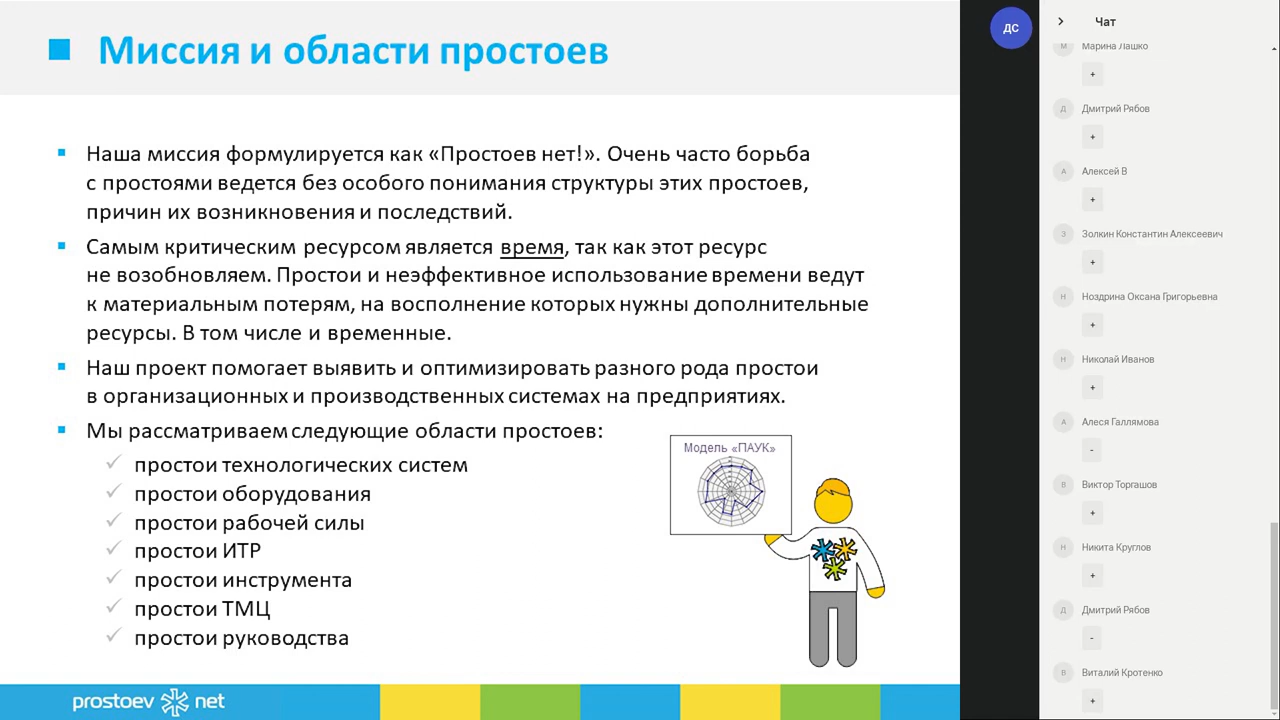 Миссия и области простоев
Наша миссия формулируется как «Простоев нет!». Очень часто борьба
с простоями ведется без особого понимания структуры этих простоев,
причин их возникновения и последствий.
Самым критическим ресурсом является время, так как этот ресурс
не возобновляем. Простои и неэффективное использование времени ведут
к материальным потерям, на восполнение которых нужны дополнительные
ресурсы. В том числе и временные.
Наш проект помогает выявить и оптимизировать разного рода простои
в организационных и производственных системах на предприятиях.
Мы рассматриваем следующие области простоев:
простои технологических систем
простои оборудования
простои рабочей силы
простои ИТР
простои инструмента
простои ТМЦ
простои руководства
Модель «ПАУК»
prostoev net
ДС
Чат
М Марина Лашко
+
Д Дмитрий Рябов
+
А Алексей В
+
З Золкин Константин Алексеевич
+
Н Ноздрина Оксана Григорьевна
+
Н Николай Иванов
+
А Алеся Галлямова
-
В Виктор Торгашов
+
Н Никита Круглов
+
Д Дмитрий Рябов
-
В Виталий Кротенко
+